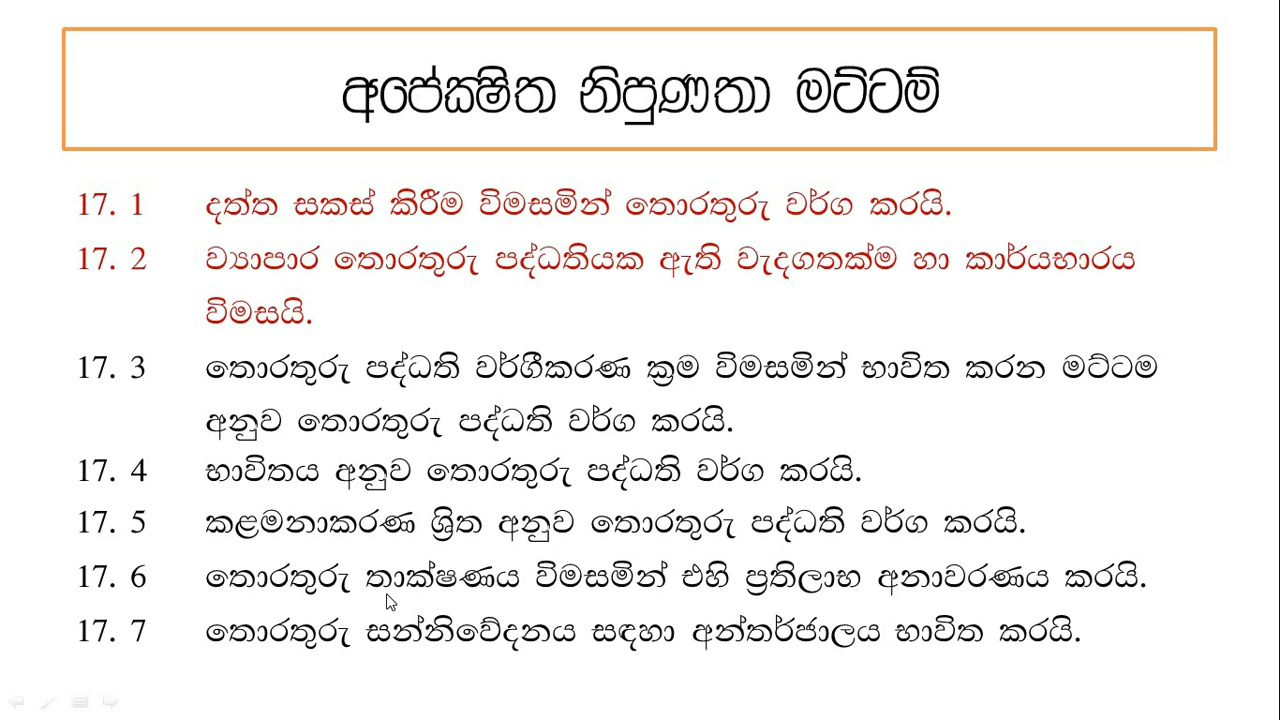 අපේක්ෂිත නිපුණතා මට්ටම්
17. 1 දත්ත සකස් කිරීම විමසමින් තොරතුරු වර්ග කරයි.
17. 2 ව්‍යාපාර තොරතුරු පද්ධතියක ඇති වැදගත්කම හා කාර්යභාරය
විමසයි.
17. 3 තොරතුරු පද්ධති වර්ගීකරණ ක්‍රම විමසමින් භාවිත කරන මට්ටම
අනුව තොරතුරු පද්ධති වර්ග කරයි.
17. 4 භාවිතය අනුව තොරතුරු පද්ධති වර්ග කරයි.
17. 5 කළමනාකරණ ශ්‍රිත අනුව තොරතුරු පද්ධති වර්ග කරයි.
17. 6 තොරතුරු තාක්ෂණය විමසමින් එහි ප්‍රතිලාභ අනාවරණය කරයි.
17. 7 තොරතුරු සන්නිවේදනය සඳහා අන්තර්ජාලය භාවිත කරයි.